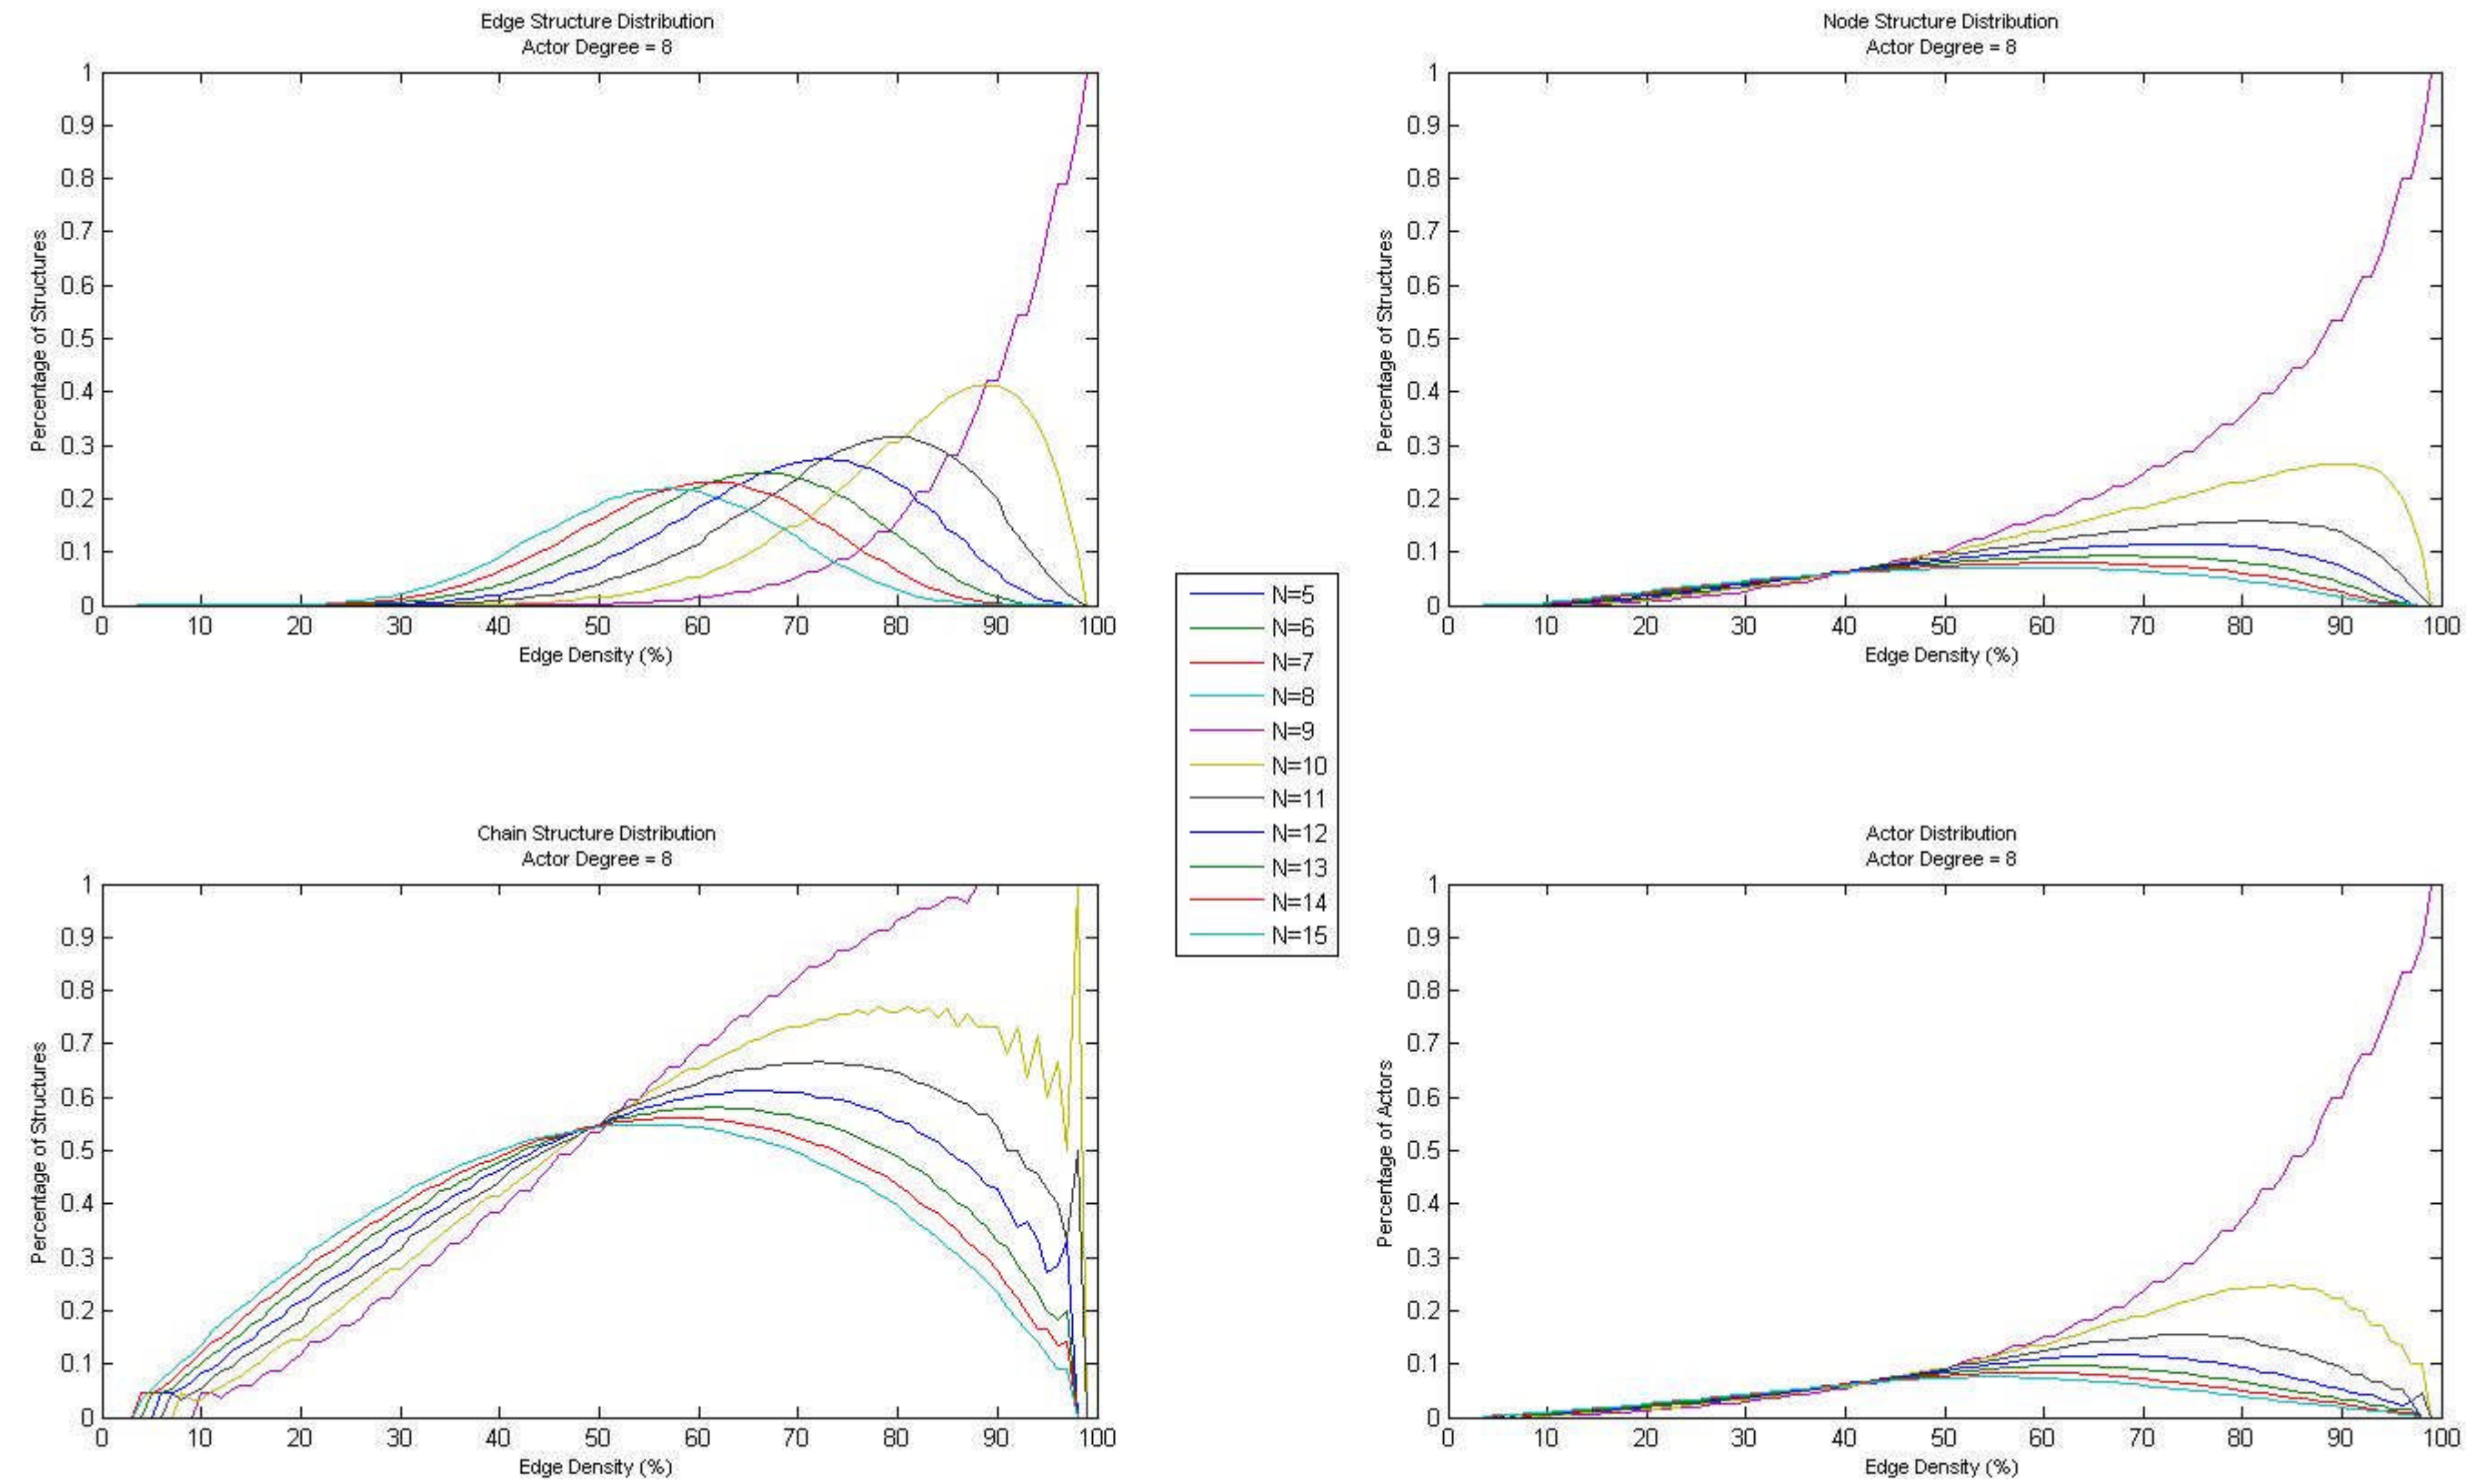 Edge Structure Distribution
Actor Degree = 8
1
0.9
0.8
0.7
0.6
0.5
0.4
0.3
0.2
0.1
0
Percentage of Structures
0 10 20 30 40 50 60 70 80 90 100
Edge Density (%)
Node Structure Distribution
Actor Degree = 8
1
0.9
0.8
0.7
0.6
0.5
0.4
0.3
0.2
0.1
0
Percentage of Structures
0 10 20 30 40 50 60 70 80 90 100
Edge Density (%)
N=5
N=6
N=7
N=8
N=9
N=10
N=11
N=12
N=13
N=14
N=15
Chain Structure Distribution
Actor Degree = 8
1
0.9
0.8
0.7
0.6
0.5
0.4
0.3
0.2
0.1
0
Percentage of Structures
0 10 20 30 40 50 60 70 80 90 100
Edge Density (%)
Actor Distribution
Actor Degree = 8
1
0.9
0.8
0.7
0.6
0.5
0.4
0.3
0.2
0.1
0
Percentage of Actors
0 10 20 30 40 50 60 70 80 90 100
Edge Density (%)